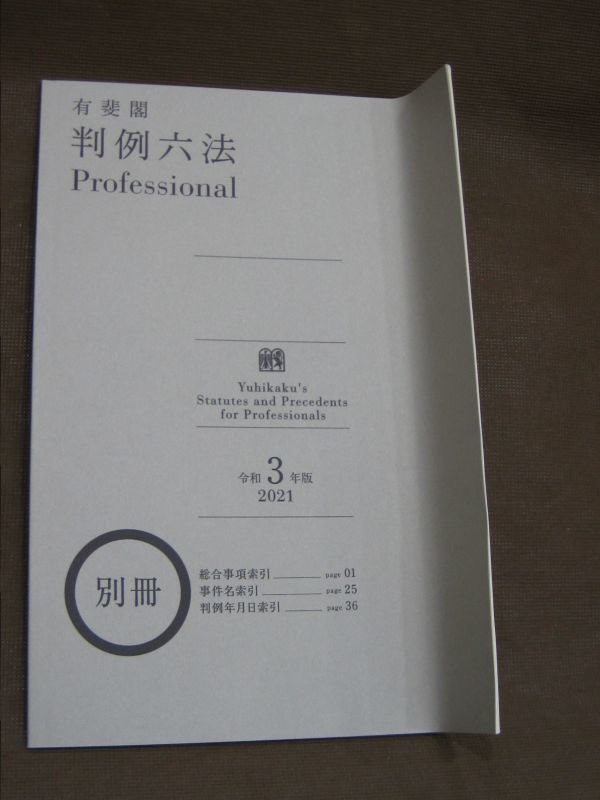 有斐閣
判例六法
Professional
Yuhikaku's
Statutes and Precedents
for Professionals
令和 3 年版
2021
別冊
総合事項索引 page 01
事件名索引 page 25
判例年月日索引 page 36